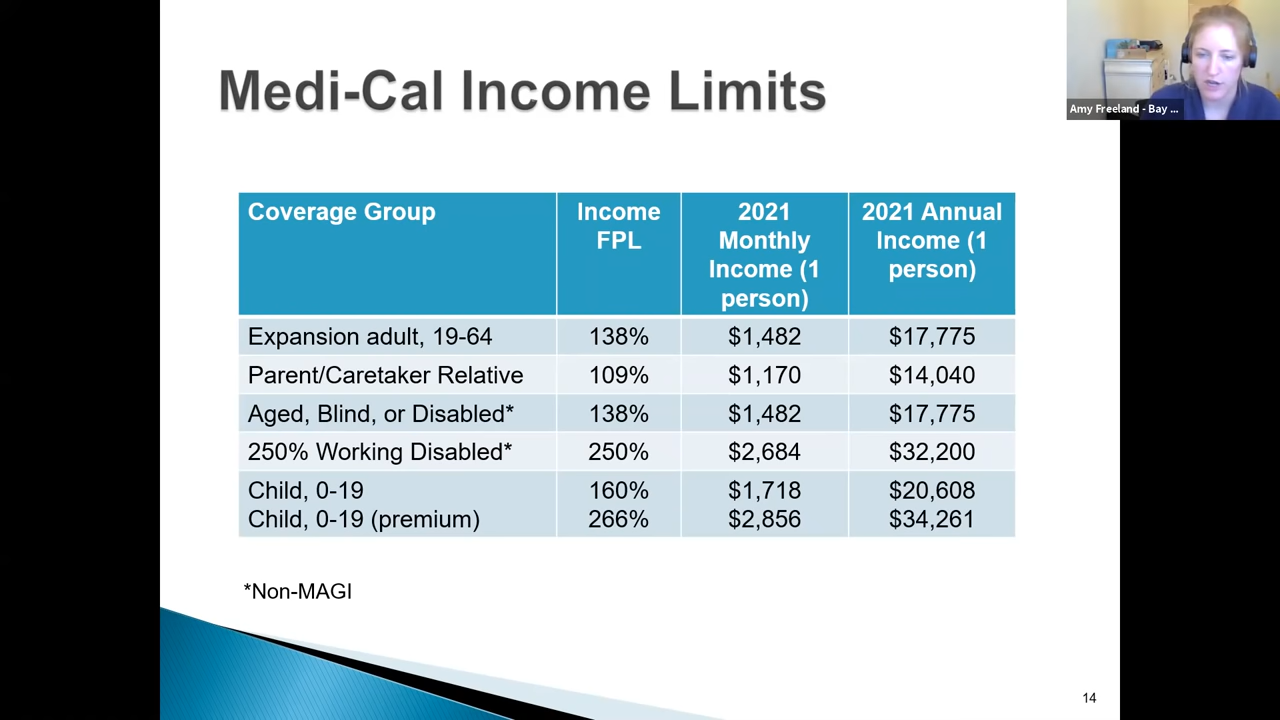 Medi-Cal Income Limits
Amy Freeland - Bay ...
Coverage Group
Income
FPL
2021
Monthly
Income (1
person)
2021 Annual
Income (1
person)
Expansion adult, 19-64 138% $1,482 $17,775
Parent/Caretaker Relative 109% $1,170 $14,040
Aged, Blind, or Disabled* 138% $1,482 $17,775
250% Working Disabled* 250% $2,684 $32,200
Child, 0-19 160% $1,718 $20,608
Child, 0-19 (premium) 266% $2,856 $34,261
*Non-MAGI
14